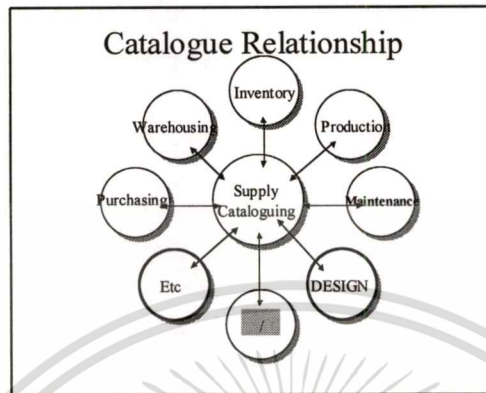 Catalogue Relationship
Inventory
Warehousing
Production
Purchasing
Supply
Cataloguing
Maintenance
Etc
DESIGN
/